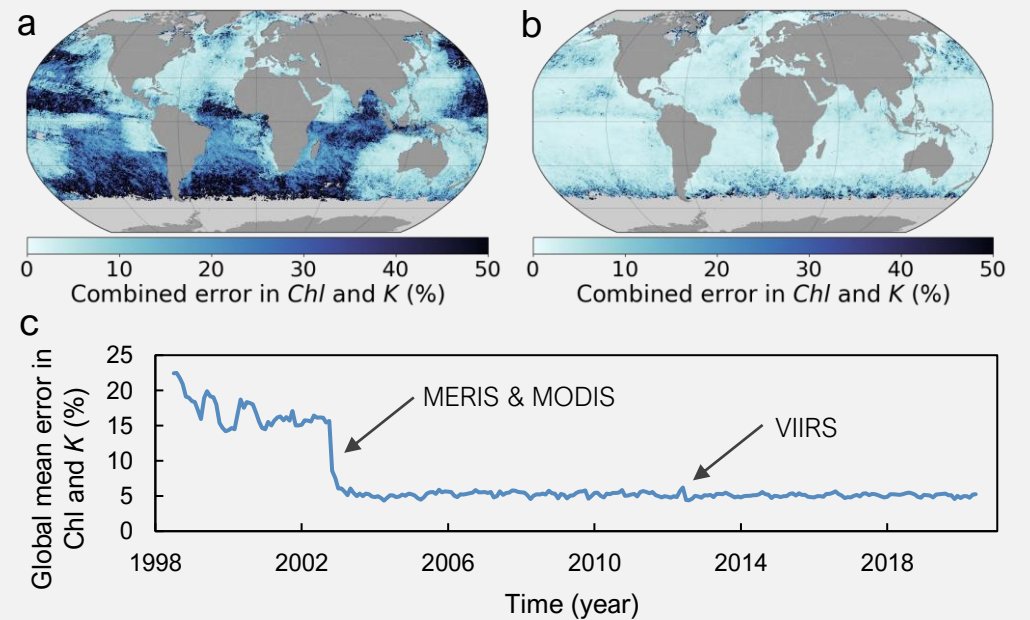 a
b
0 10 20 30 40 50
Combined error in Chl and K (%)
0 10 20 30 40 50
Combined error in Chl and K (%)
c
Global mean error in
Chl and K (%)
25
20
15
10
5
0
MERIS & MODIS
VIIRS
1998 2002 2006 2010 2014 2018
Time (year)